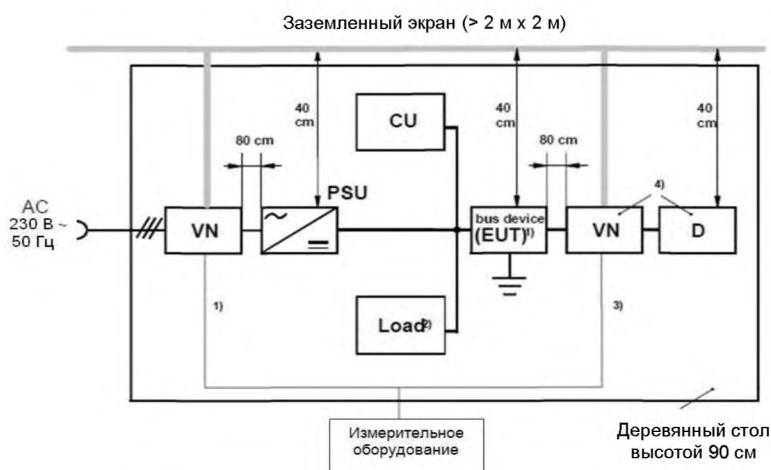 Заземленный экран (> 2 м x 2 м)
40
cm
40
cm
40
cm
CU
80 cm
80 cm
PSU
4)
AC
230 В ~
50 Гц
VN
bus device
(EUT)1)
VN
D
1)
Load2)
3)
Измерительное
оборудование
Деревянный стол
высотой 90 см